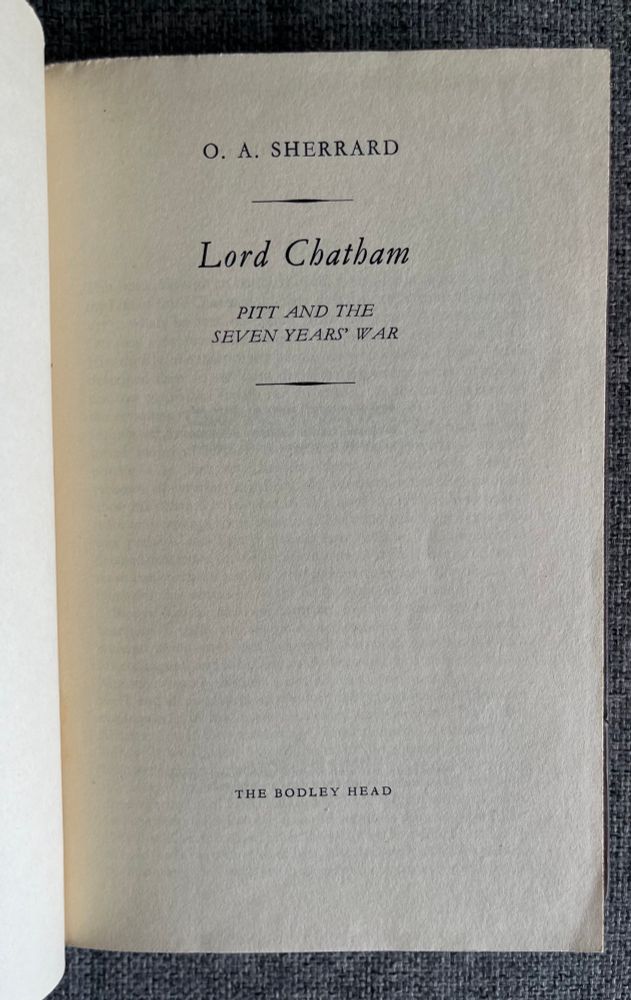 O. A. SHERRARD
Lord Chatham
PITT AND THE
SEVEN YEARS' WAR
THE BODLEY HEAD